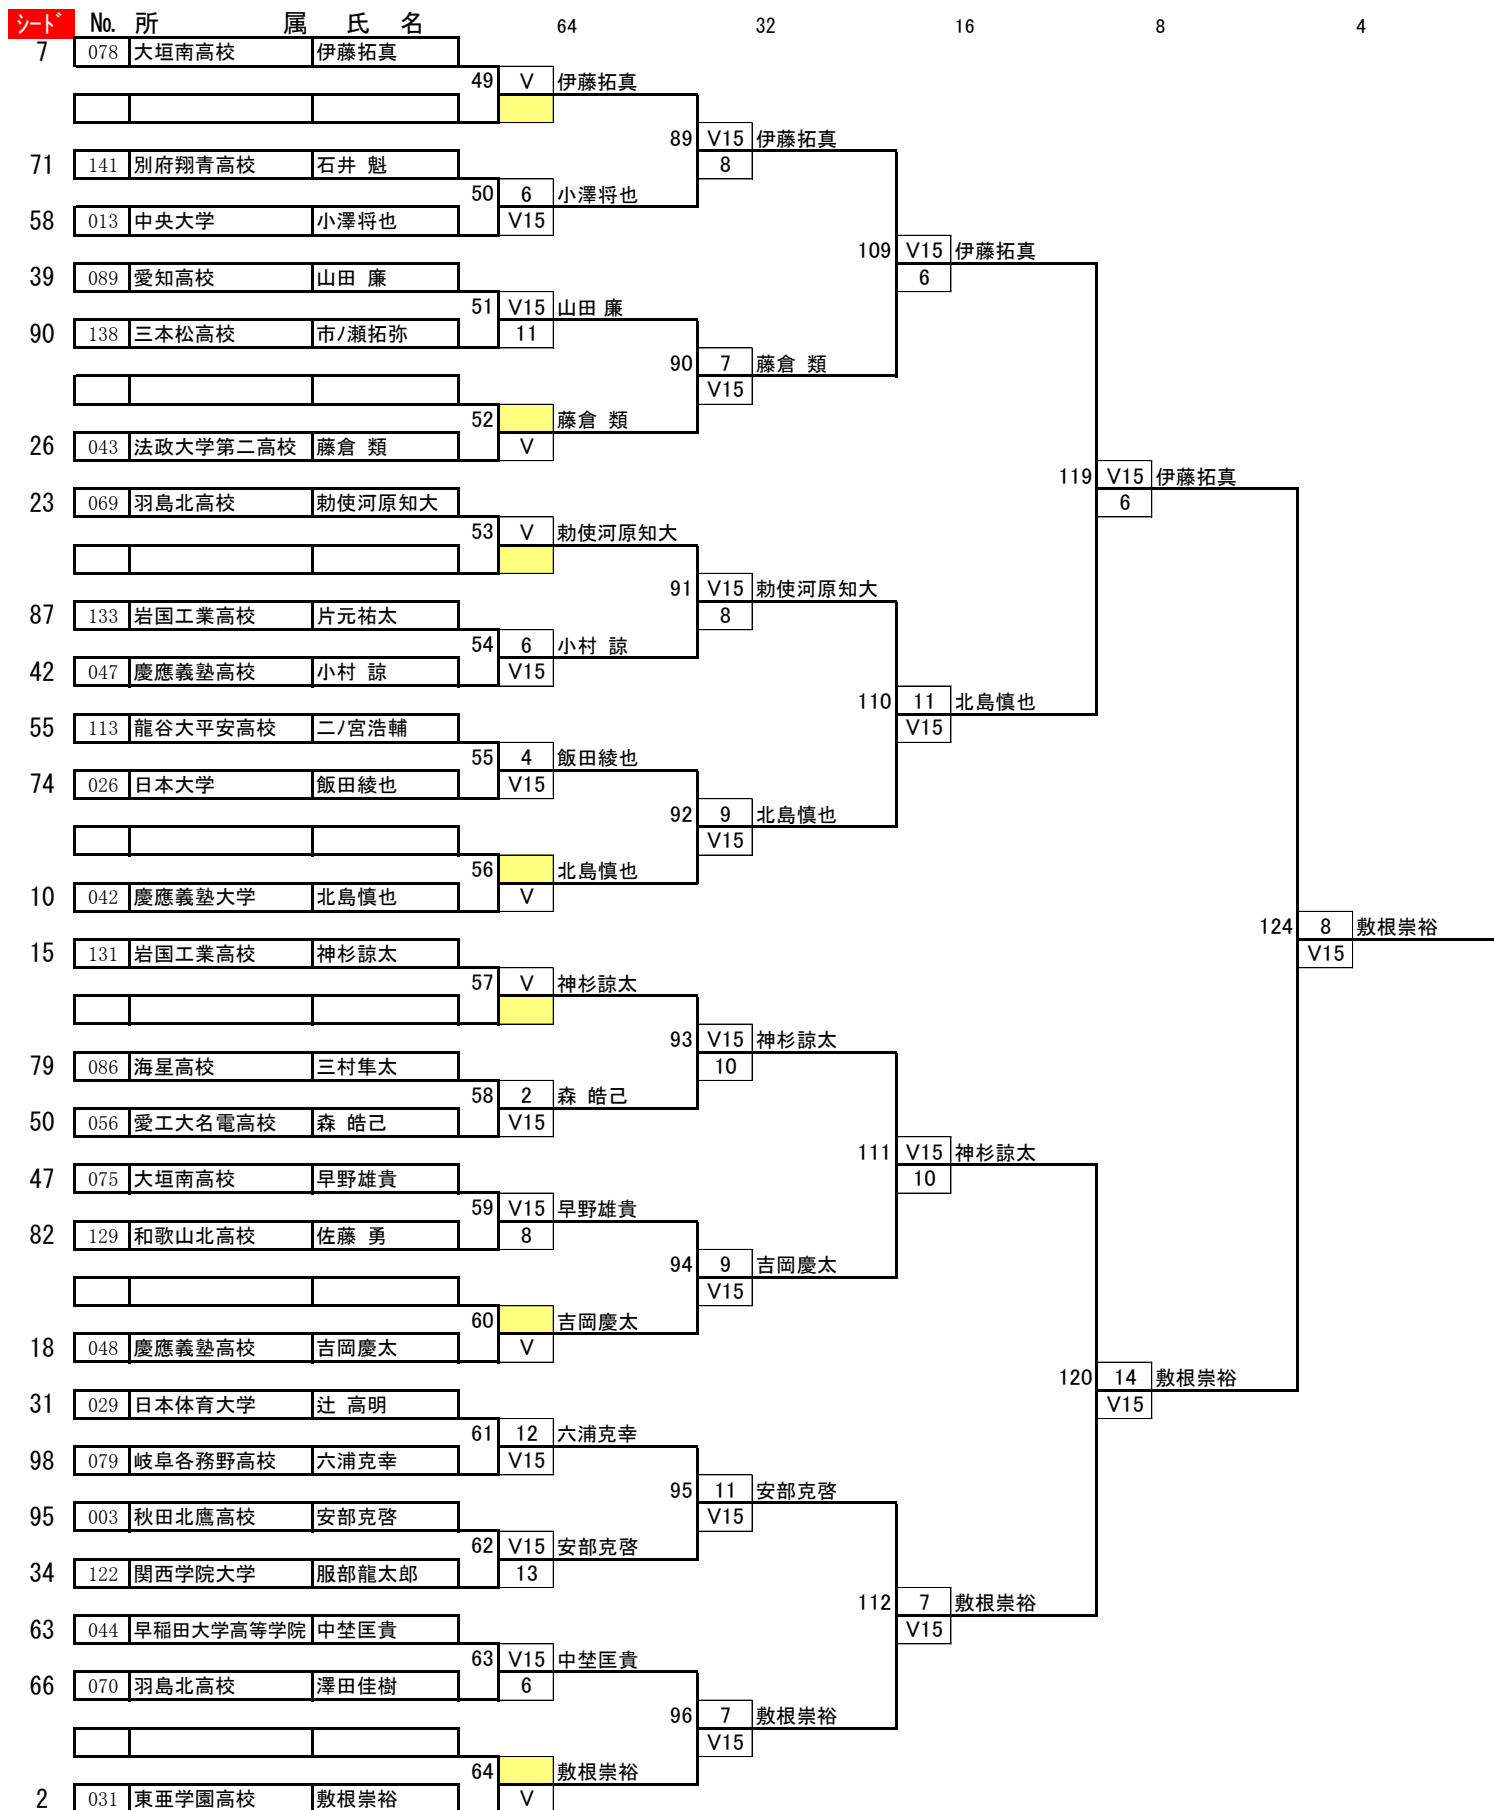 シード No. 所 属 氏 名 64 32 16 8 4
7 078 大垣南高校 伊藤拓真
49 V 伊藤拓真
89 V15 伊藤拓真
71 141 別府翔青高校 石井 魁 8
50 6 小澤将也
58 013 中央大学 小澤将也 V15
109 V15 伊藤拓真
39 089 愛知高校 山田 廉 6
51 V15 山田 廉
90 138 三本松高校 市ノ瀬拓弥 11
90 7 藤倉 類
V15
52 藤倉 類
26 043 法政大学第二高校 藤倉 類 V
119 V15 伊藤拓真
23 069 羽島北高校 勅使河原知大 6
53 V 勅使河原知大
91 V15 勅使河原知大
87 133 岩国工業高校 片元祐太 8
54 6 小村 諒
42 047 慶應義塾高校 小村 諒 V15
110 11 北島慎也
55 113 龍谷大平安高校 二ノ宮浩輔 V15
55 4 飯田綾也
74 026 日本大学 飯田綾也 V15
92 9 北島慎也
V15
56 北島慎也
10 042 慶應義塾大学 北島慎也 V
124 8 敷根崇裕
15 131 岩国工業高校 神杉諒太 V15
57 V 神杉諒太
93 V15 神杉諒太
79 086 海星高校 三村隼太 10
58 2 森 皓己
50 056 愛工大名電高校 森 皓己 V15
111 V15 神杉諒太
47 075 大垣南高校 早野雄貴 10
59 V15 早野雄貴
82 129 和歌山北高校 佐藤 勇 8
94 9 吉岡慶太
V15
60 吉岡慶太
18 048 慶應義塾高校 吉岡慶太 V
120 14 敷根崇裕
31 029 日本体育大学 辻 高明 V15
61 12 六浦克幸
98 079 岐阜各務野高校 六浦克幸 V15
95 11 安部克啓
95 003 秋田北鷹高校 安部克啓 V15
62 V15 安部克啓
34 122 関西学院大学 服部龍太郎 13
112 7 敷根崇裕
63 044 早稲田大学高等学院 中埜匡貴 V15
63 V15 中埜匡貴
66 070 羽島北高校 澤田佳樹 6
96 7 敷根崇裕
V15
64 敷根崇裕
2 031 東亜学園高校 敷根崇裕 V